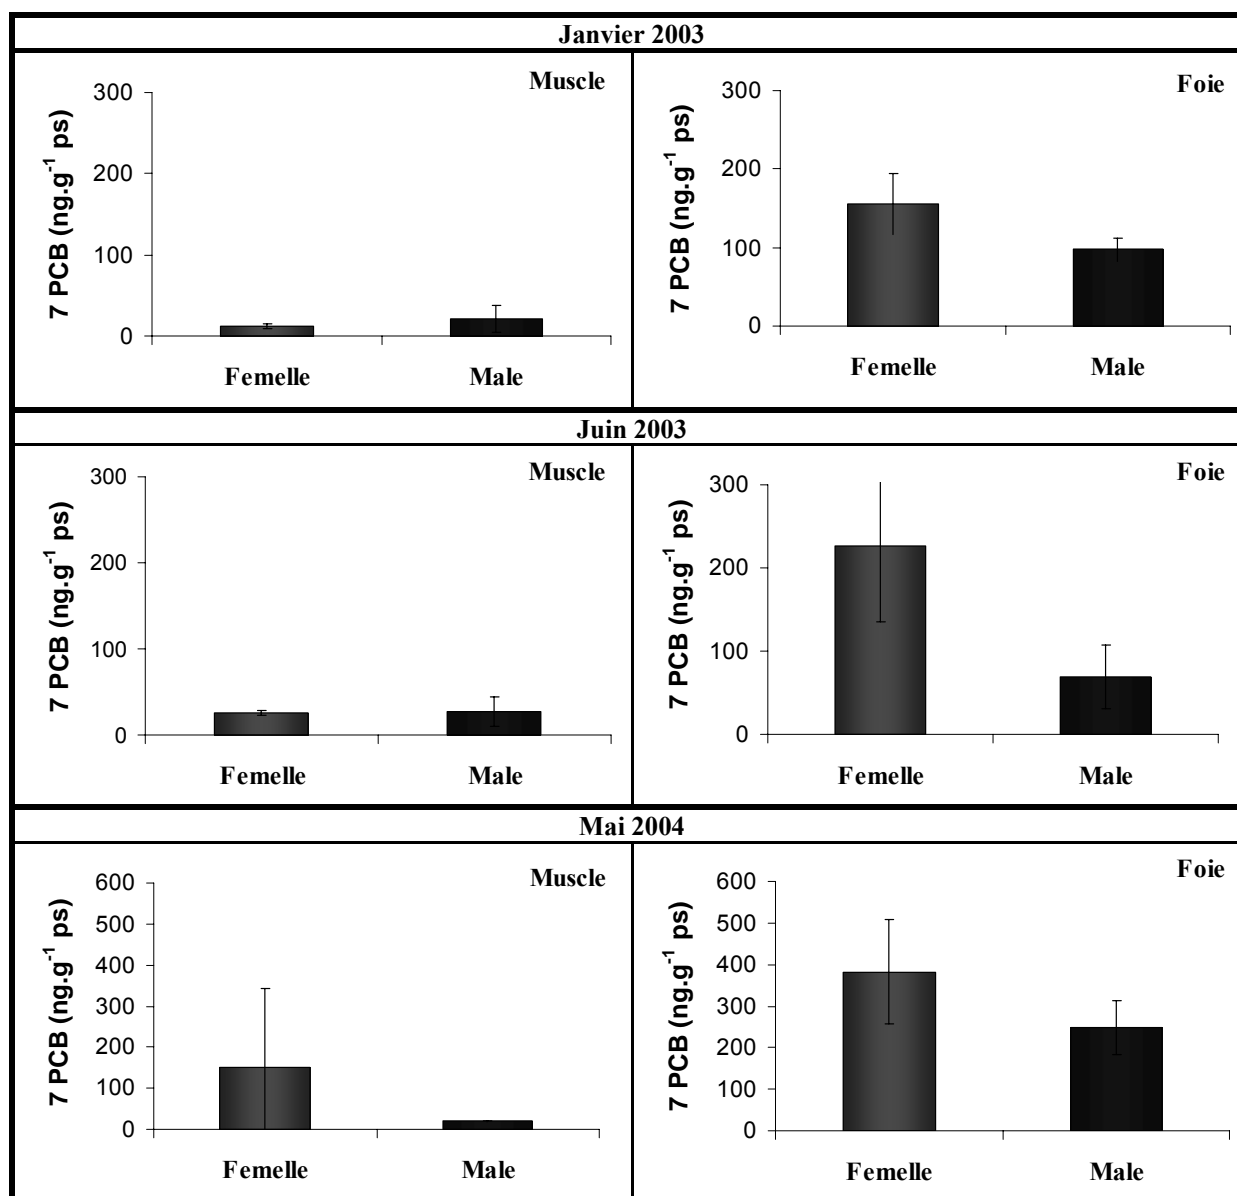 Janvier 2003
Muscle
7 PCB (ng.g⁻¹ ps)
300
200
100
0
Femelle Male
Foie
7 PCB (ng.g⁻¹ ps)
300
200
100
0
Femelle Male
Juin 2003
Muscle
7 PCB (ng.g⁻¹ ps)
300
200
100
0
Femelle Male
Foie
7 PCB (ng.g⁻¹ ps)
300
200
100
0
Femelle Male
Mai 2004
Muscle
7 PCB (ng.g⁻¹ ps)
600
500
400
300
200
100
0
Femelle Male
Foie
7 PCB (ng.g⁻¹ ps)
600
500
400
300
200
100
0
Femelle Male